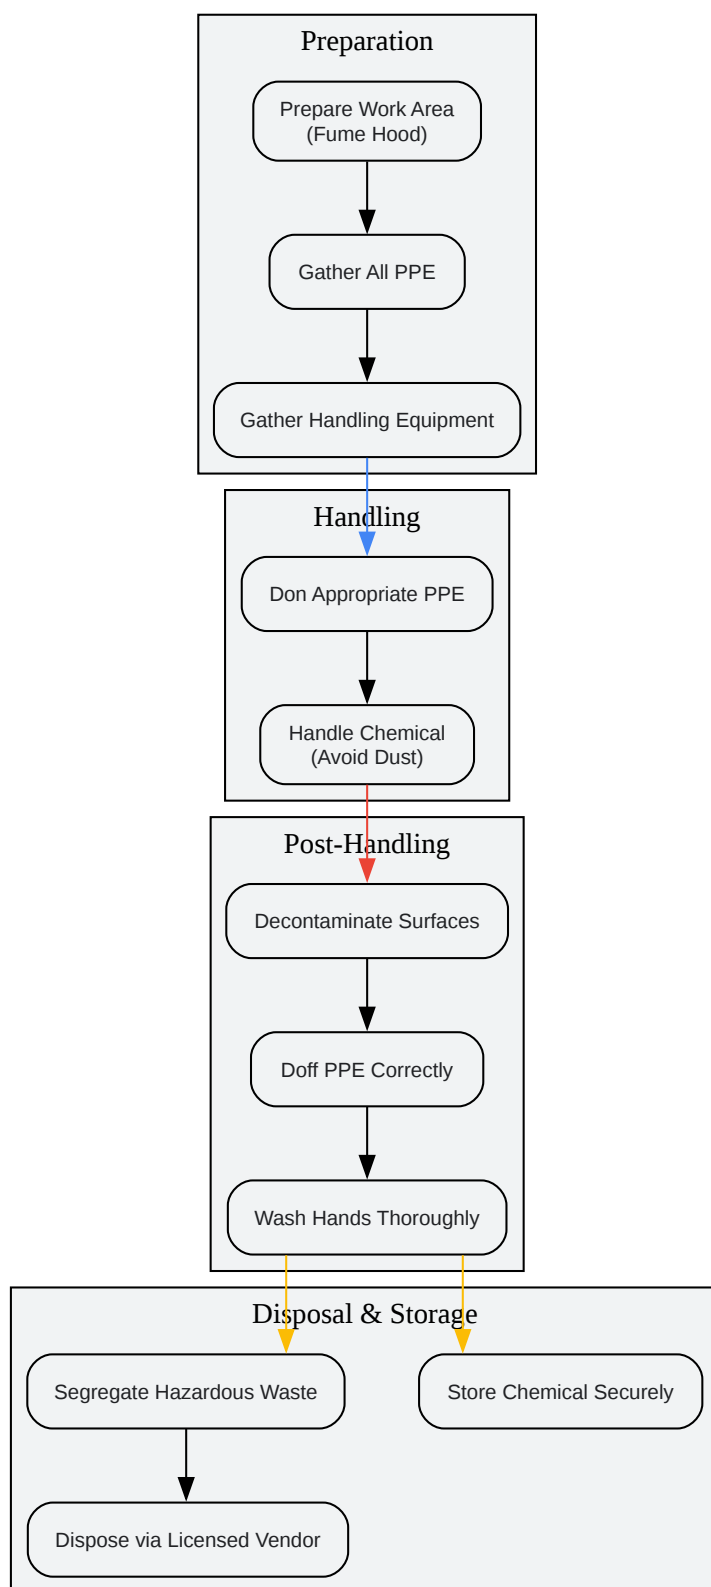 Preparation
Prepare Work Area
(Fume Hood)
Gather All PPE
Gather Handling Equipment
Handling
Don Appropriate PPE
Handle Chemical
(Avoid Dust)
Post-Handling
Decontaminate Surfaces
Doff PPE Correctly
Wash Hands Thoroughly
Disposal & Storage
Segregate Hazardous Waste
Store Chemical Securely
Dispose via Licensed Vendor